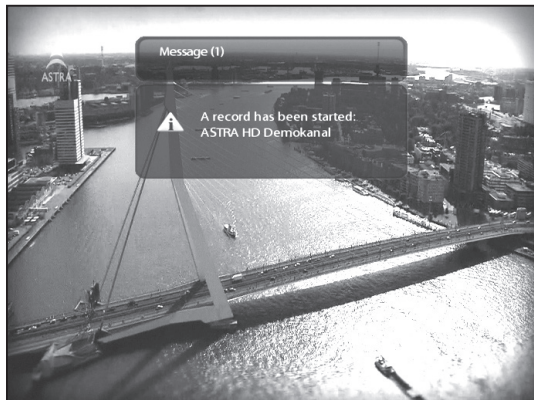 Message (1)
ASTRA
A record has been started:
ASTRA HD Demokanal